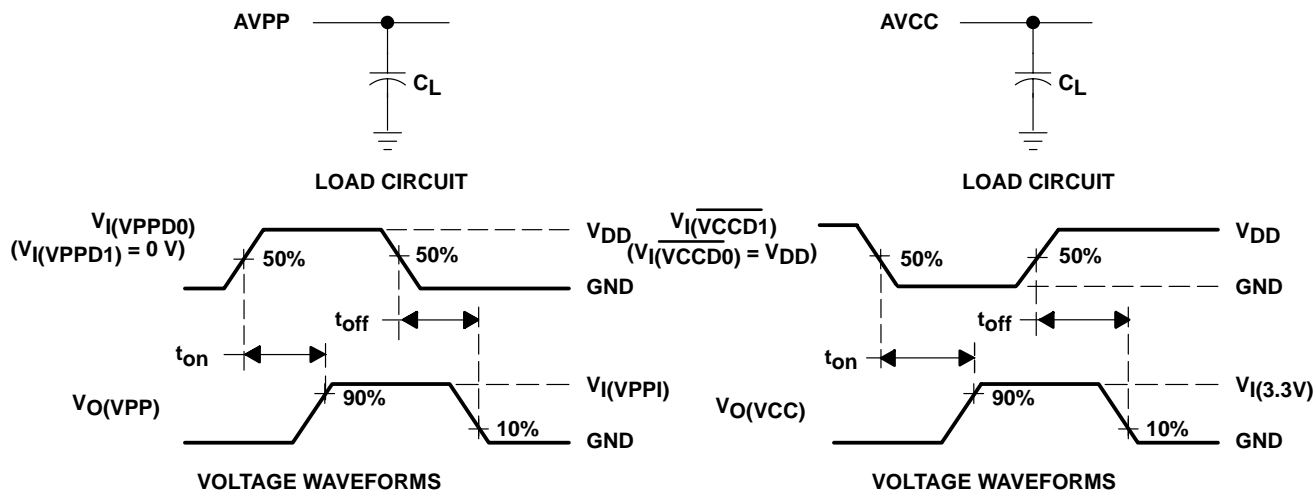 AVPP
CL
LOAD CIRCUIT
VI(VPPD0)
(VI(VPPD1) = 0 V)
50%
50%
VDD
GND
toff
ton
VO(VPP)
90%
10%
VI(VPPI)
GND
VOLTAGE WAVEFORMS
AVCC
CL
LOAD CIRCUIT
VI(V̅C̅C̅D̅1̅)
(VI(V̅C̅C̅D̅0̅) = VDD)
50%
50%
VDD
GND
toff
ton
VO(VCC)
90%
10%
VI(3.3V)
GND
VOLTAGE WAVEFORMS